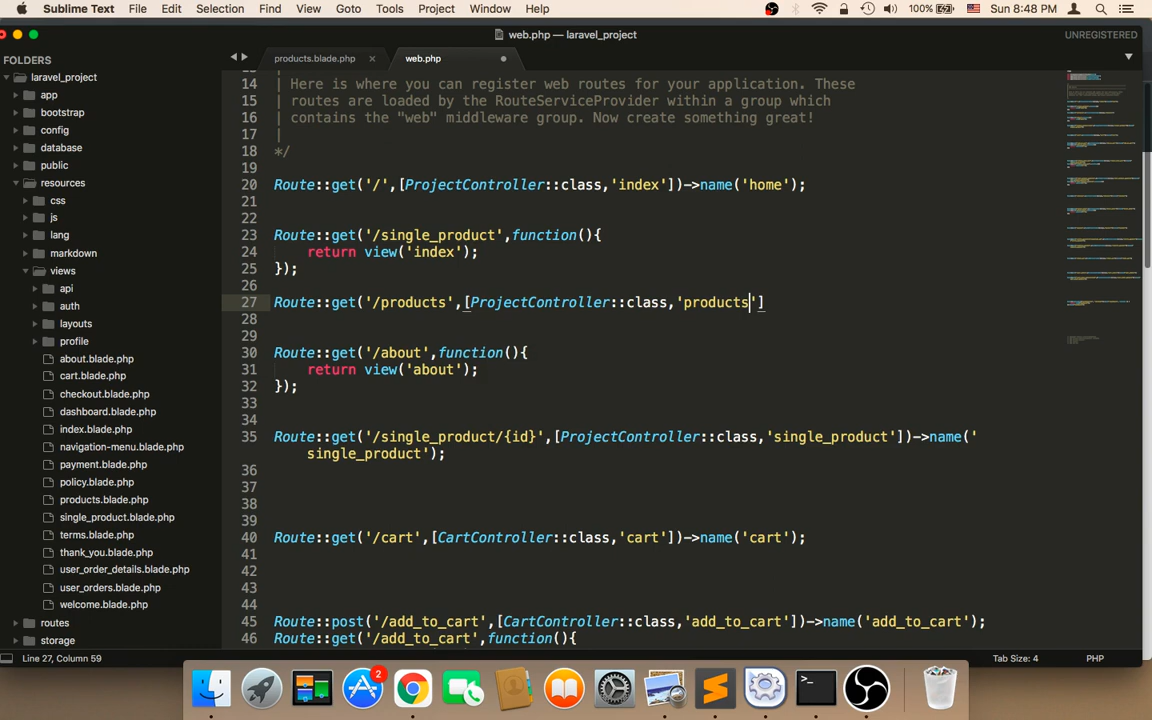 Sublime Text File Edit Selection Find View Goto Tools Project Window Help 100% Sun 8:48 PM
web.php — laravel_project UNREGISTERED
FOLDERS
laravel_project
app
bootstrap
config
database
public
resources
css
js
lang
markdown
views
api
auth
layouts
profile
about.blade.php
cart.blade.php
checkout.blade.php
dashboard.blade.php
index.blade.php
navigation-menu.blade.php
payment.blade.php
policy.blade.php
products.blade.php
single_product.blade.php
terms.blade.php
thank_you.blade.php
user_order_details.blade.php
user_orders.blade.php
welcome.blade.php
routes
storage
products.blade.php × web.php
14 | Here is where you can register web routes for your application. These
15 | routes are loaded by the RouteServiceProvider within a group which
16 | contains the "web" middleware group. Now create something great!
17 |
18 */
19
20 Route::get('/',[ProjectController::class,'index'])->name('home');
21
22
23 Route::get('/single_product',function(){
24 return view('index');
25 });
26
27 Route::get('/products',[ProjectController::class,'products']
28
29
30 Route::get('/about',function(){
31 return view('about');
32 });
33
34
35 Route::get('/single_product/{id}',[ProjectController::class,'single_product'])->name('
single_product');
36
37
38
39
40 Route::get('/cart',[CartController::class,'cart'])->name('cart');
41
42
43
44
45 Route::post('/add_to_cart',[CartController::class,'add_to_cart'])->name('add_to_cart');
46 Route::get('/add_to_cart',function(){
Line 27, Column 59 Tab Size: 4 PHP
2